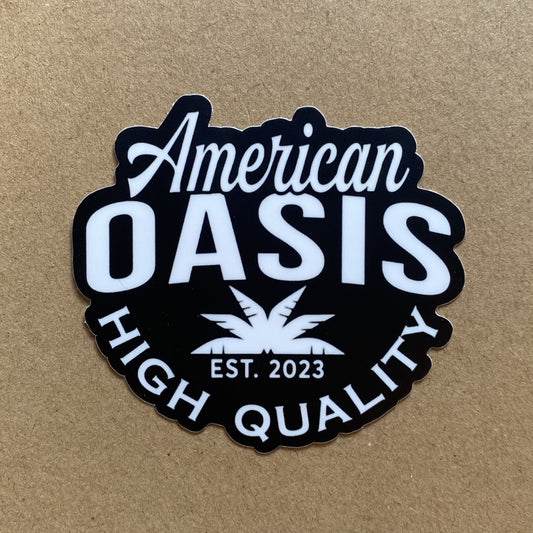 American
OASIS
EST. 2023
HIGH QUALITY